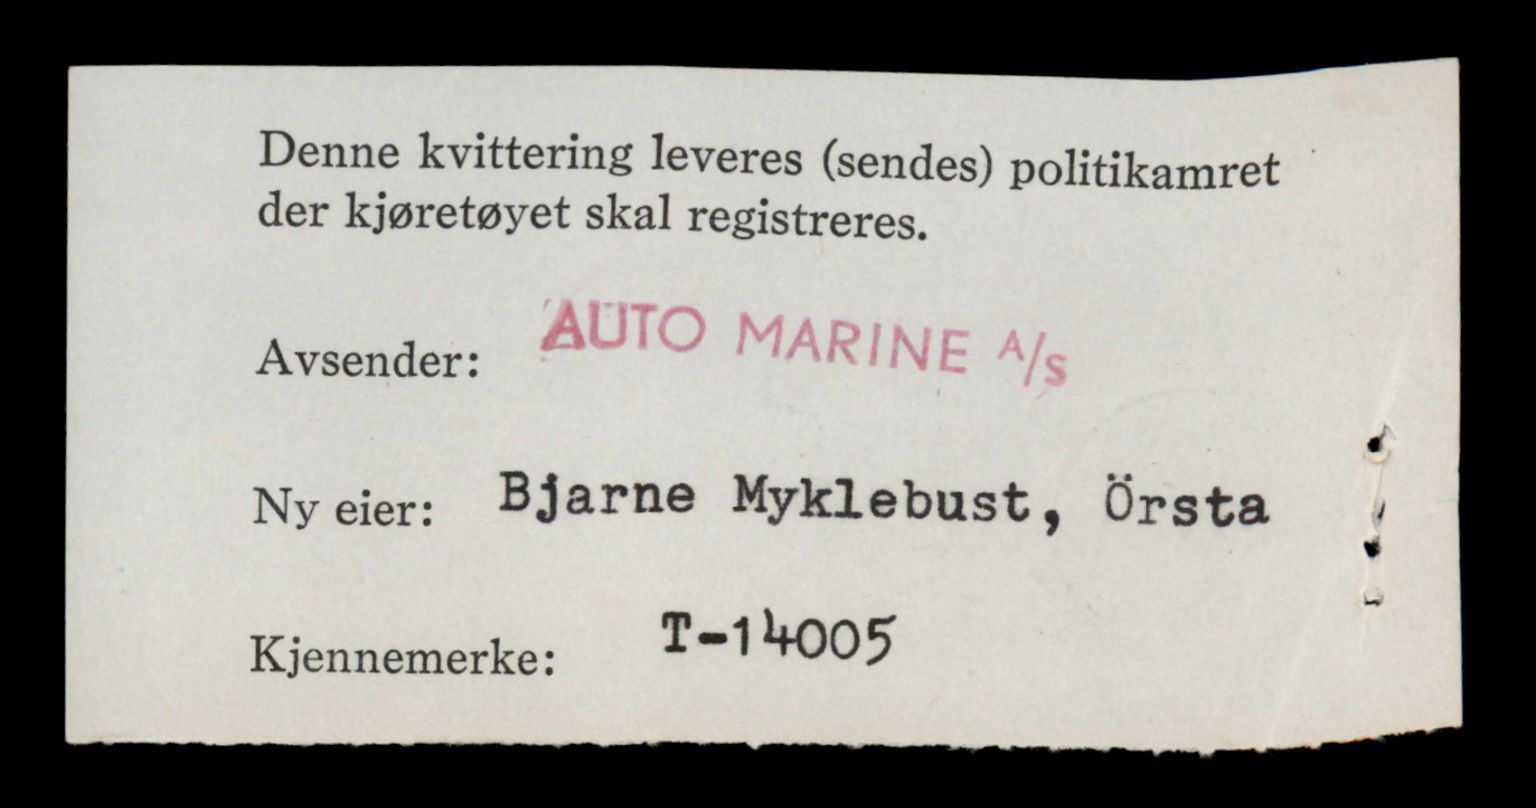 Denne kvittering leveres (sendes) politikamret
der kjøretøyet skal registreres.
Avsender: AUTO MARINE A/S
Ny eier: Bjarne Myklebust, Örsta
Kjennemerke: T-14005